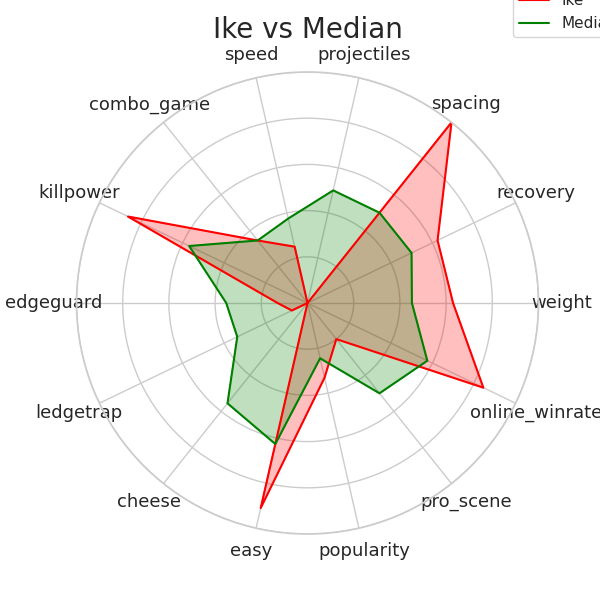 Ike
Ike vs Median
Media
speed
projectiles
combo_game
spacing
killpower
recovery
edgeguard
weight
ledgetrap
online_winrate
cheese
pro_scene
easy
popularity